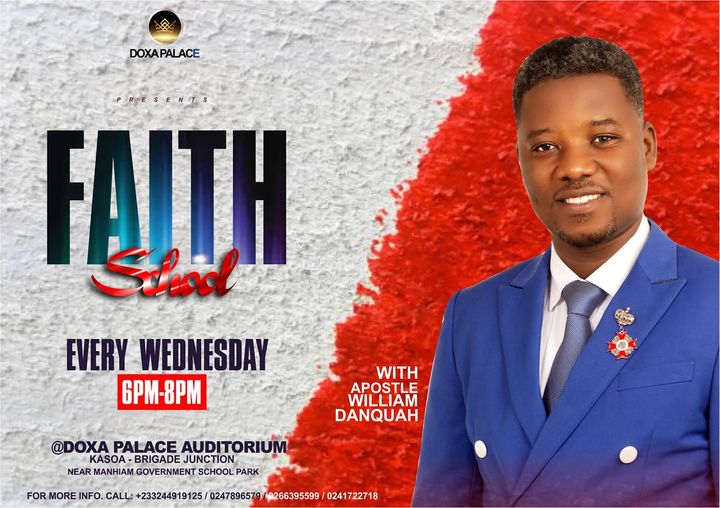 DOXA PALACE
PRESENTS
FAITH
School
EVERY WEDNESDAY
6PM-8PM
WITH
APOSTLE
WILLIAM
DANQUAH
@DOXA PALACE AUDITORIUM
KASOA - BRIGADE JUNCTION
NEAR MANHIAM GOVERNMENT SCHOOL PARK
FOR MORE INFO. CALL: +233244919125 / 0247896579 / 0266395599 / 0241722718